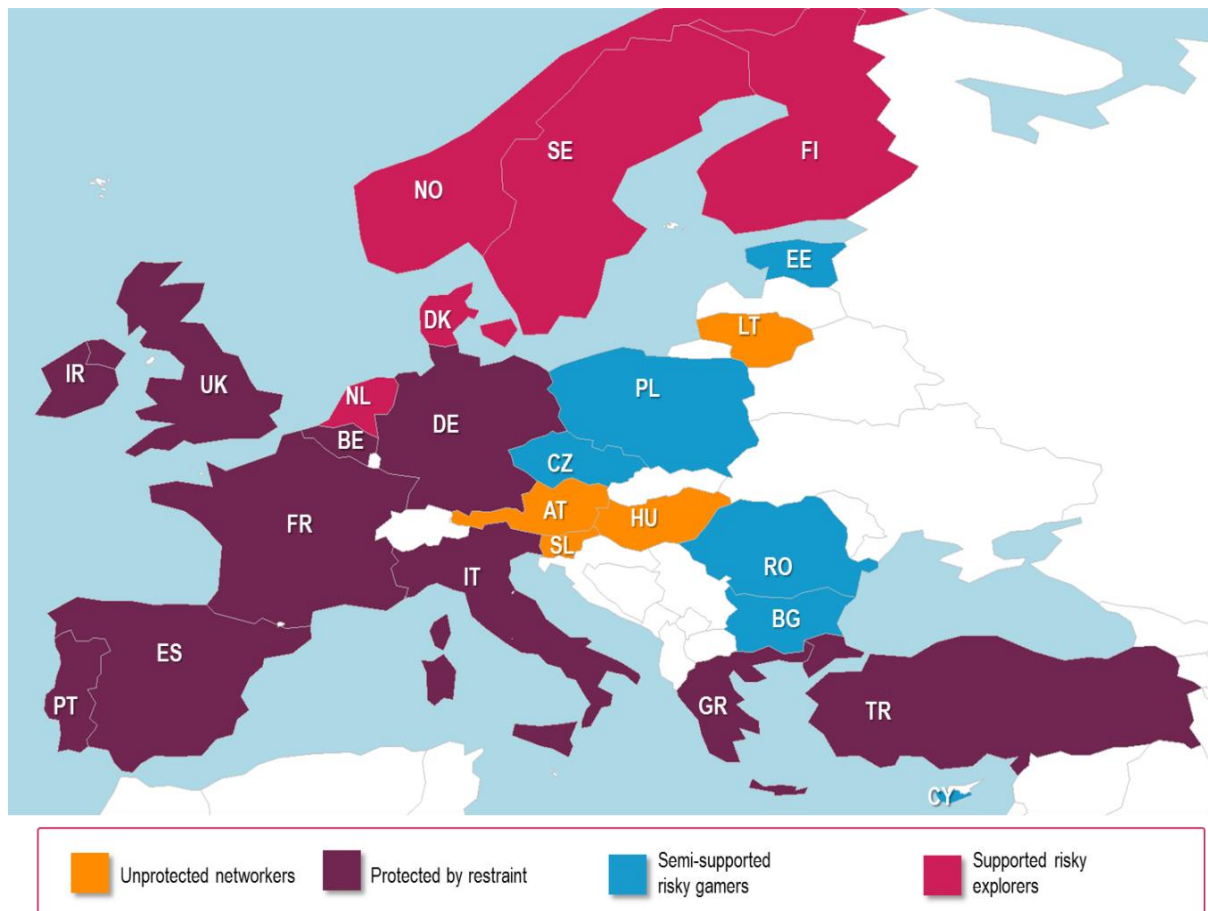 SE
FI
NO
EE
DK
LT
IR
UK
NL
PL
BE
DE
CZ
FR
AT
HU
SL
IT
RO
BG
ES
PT
GR
TR
CY
Unprotected networkers
Protected by restraint
Semi-supported
risky gamers
Supported risky
explorers